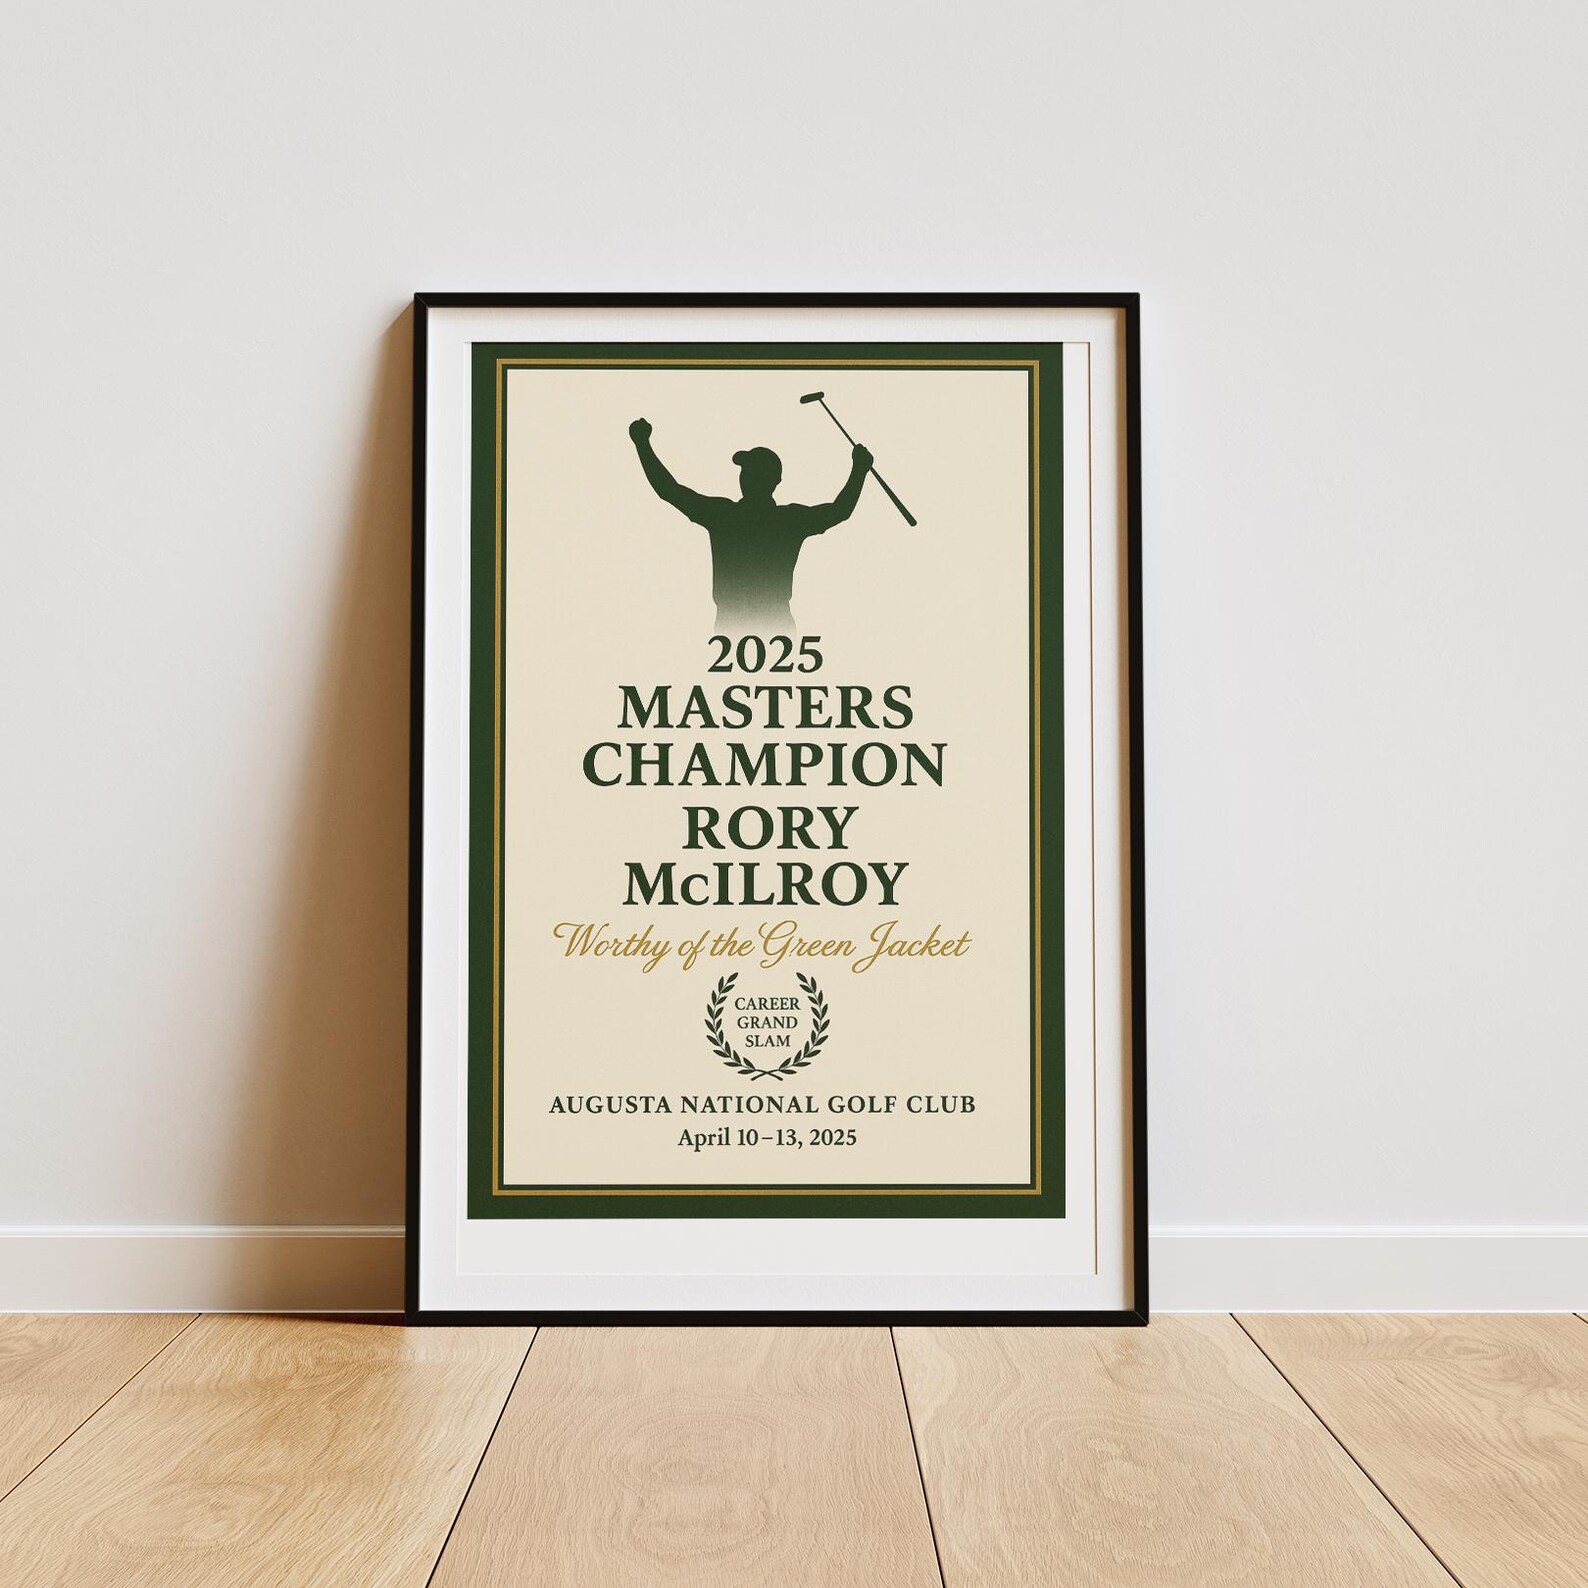 2025
MASTERS
CHAMPION
RORY
McILROY
Worthy of the Green Jacket
CAREER
GRAND
SLAM
AUGUSTA NATIONAL GOLF CLUB
April 10–13, 2025